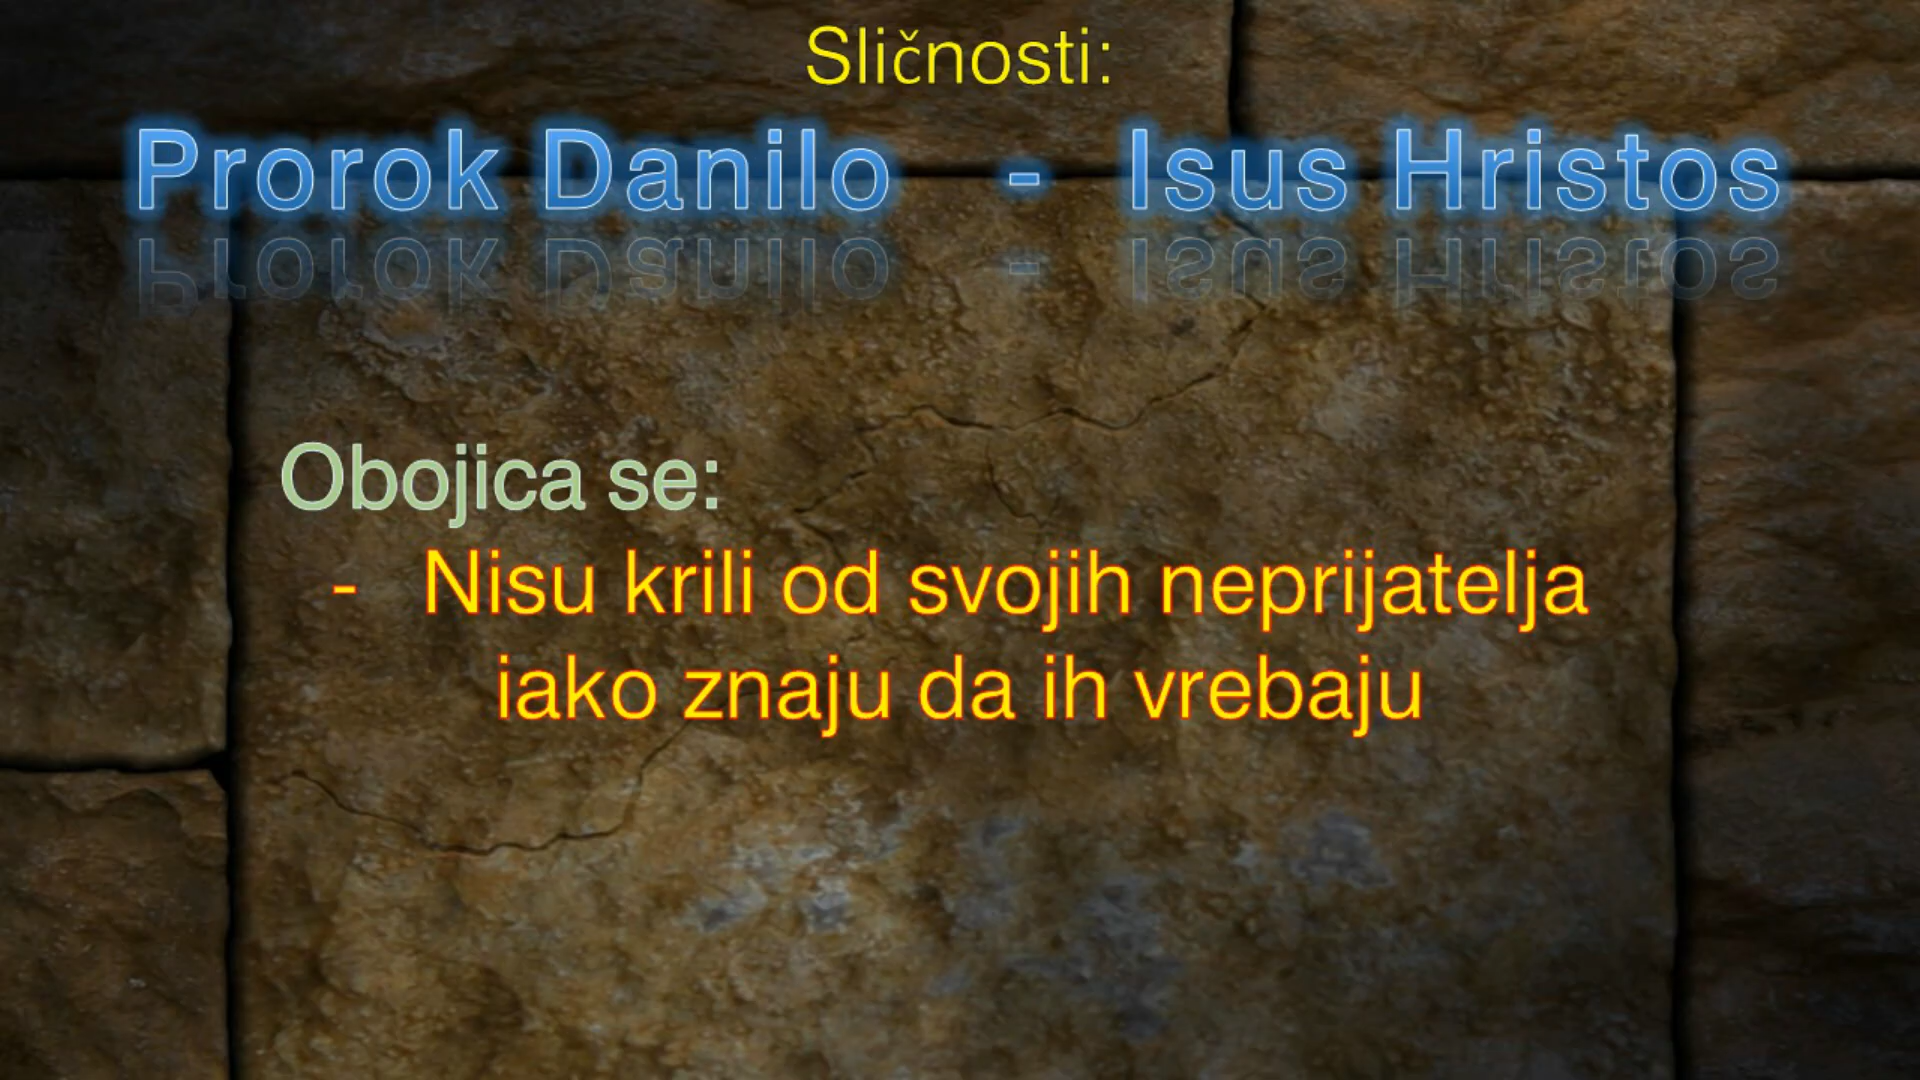 Sličnosti:
Prorok Danilo - Isus Hristos
Obojica se:
- Nisu krili od svojih neprijatelja
iako znaju da ih vrebaju